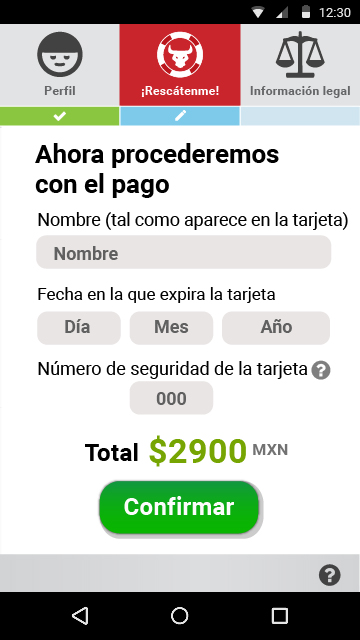 12:30
Perfil
¡Rescátenme!
Información legal
Ahora procederemos
con el pago
Nombre (tal como aparece en la tarjeta)
Nombre
Fecha en la que expira la tarjeta
Día Mes Año
Número de seguridad de la tarjeta ?
000
Total $2900 MXN
Confirmar
?